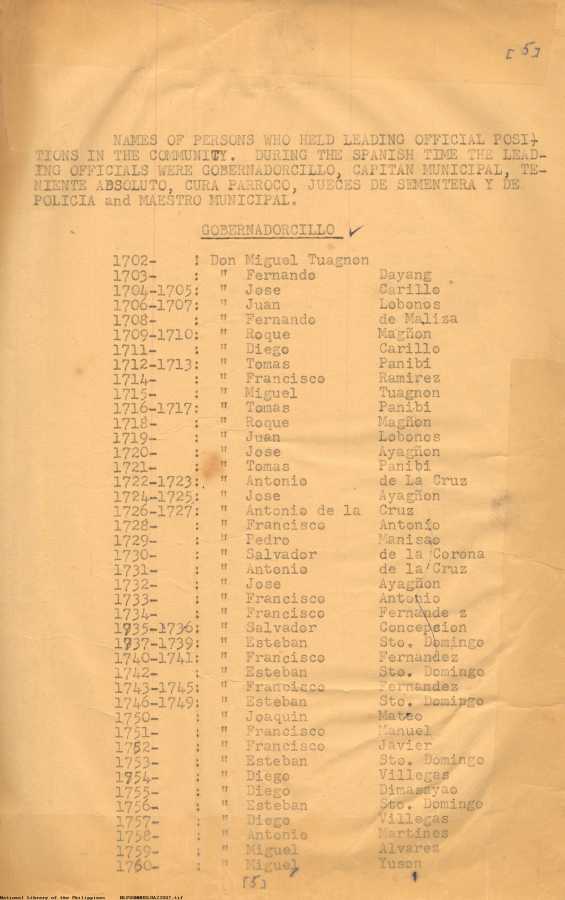 [5]
NAMES OF PERSONS WHO HELD LEADING OFFICIAL POSI-
TIONS IN THE COMMUNITY. DURING THE SPANISH TIME THE LEAD-
ING OFFICIALS WERE GOBERNADORCILLO, CAPITAN MUNICIPAL, TE-
NIENTE ABSOLUTO, CURA PARROCO, JUECES DE SEMENTERA Y DE
POLICIA and MAESTRO MUNICIPAL.
GOBERNADORCILLO
1702- : Don Miguel Tuagnon
1703- : " Fernando Dayang
1704-1705: " Jose Carillo
1706-1707: " Juan Lobonos
1708- : " Fernando de Maliza
1709-1710: " Roque Magñon
1711- : " Diego Carillo
1712-1713: " Tomas Panibi
1714- : " Francisco Ramirez
1715- : " Miguel Tuagnon
1716-1717: " Tomas Panibi
1718- : " Roque Magñon
1719- : " Juan Lobonos
1720- : " Jose Ayagñon
1721- : " Tomas Panibi
1722-1723: " Antonio de La Cruz
1724-1725: " Jose Ayagñon
1726-1727: " Antonio de la Cruz
1728- : " Francisco Antonio
1729- : " Pedro Manisao
1730- : " Salvador de la Corona
1731- : " Antonio de la Cruz
1732- : " Jose Ayagñon
1733- : " Francisco Antonio
1734- : " Francisco Fernande z
1735-1736: " Salvador Concepsion
1737-1739: " Esteban Sto. Domingo
1740-1741: " Francisco Fernandez
1742- : " Esteban Sto. Domingo
1743-1745: " Francisco Fernandez
1746-1749: " Esteban Sto. Domingo
1750- : " Joaquin Mateo
1751- : " Francisco Manuel
1752- : " Francisco Javier
1753- : " Esteban Sto. Domingo
1754- : " Diego Villegas
1755- : " Diego Dimasayao
1756- : " Esteban Sto. Domingo
1757- : " Diego Villegas
1758- : " Antonio Martines
1759- : " Miguel Alvarez
1760- : " Miguel Yuson
[5]
National Library of the Philippines